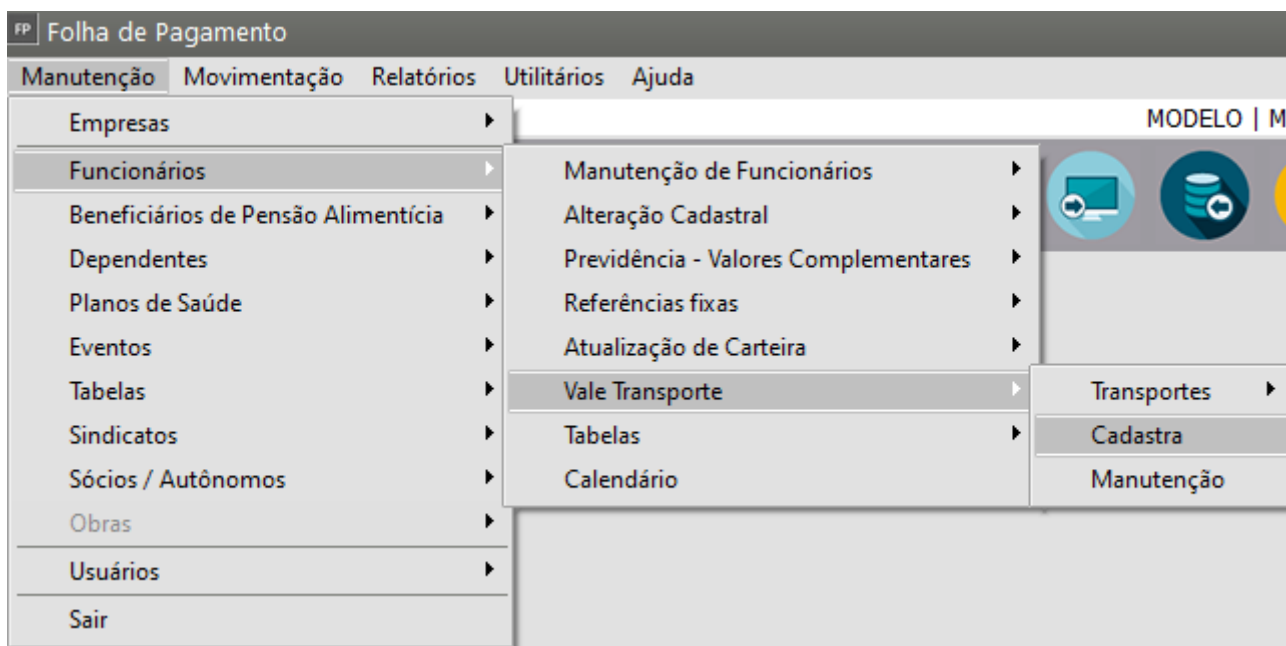 FP Folha de Pagamento
Manutenção Movimentação Relatórios Utilitários Ajuda
MODELO | M
Empresas
Funcionários
Beneficiários de Pensão Alimentícia
Dependentes
Planos de Saúde
Eventos
Tabelas
Sindicatos
Sócios / Autônomos
Obras
Usuários
Sair
Manutenção de Funcionários
Alteração Cadastral
Previdência - Valores Complementares
Referências fixas
Atualização de Carteira
Vale Transporte
Tabelas
Calendário
Transportes
Cadastra
Manutenção